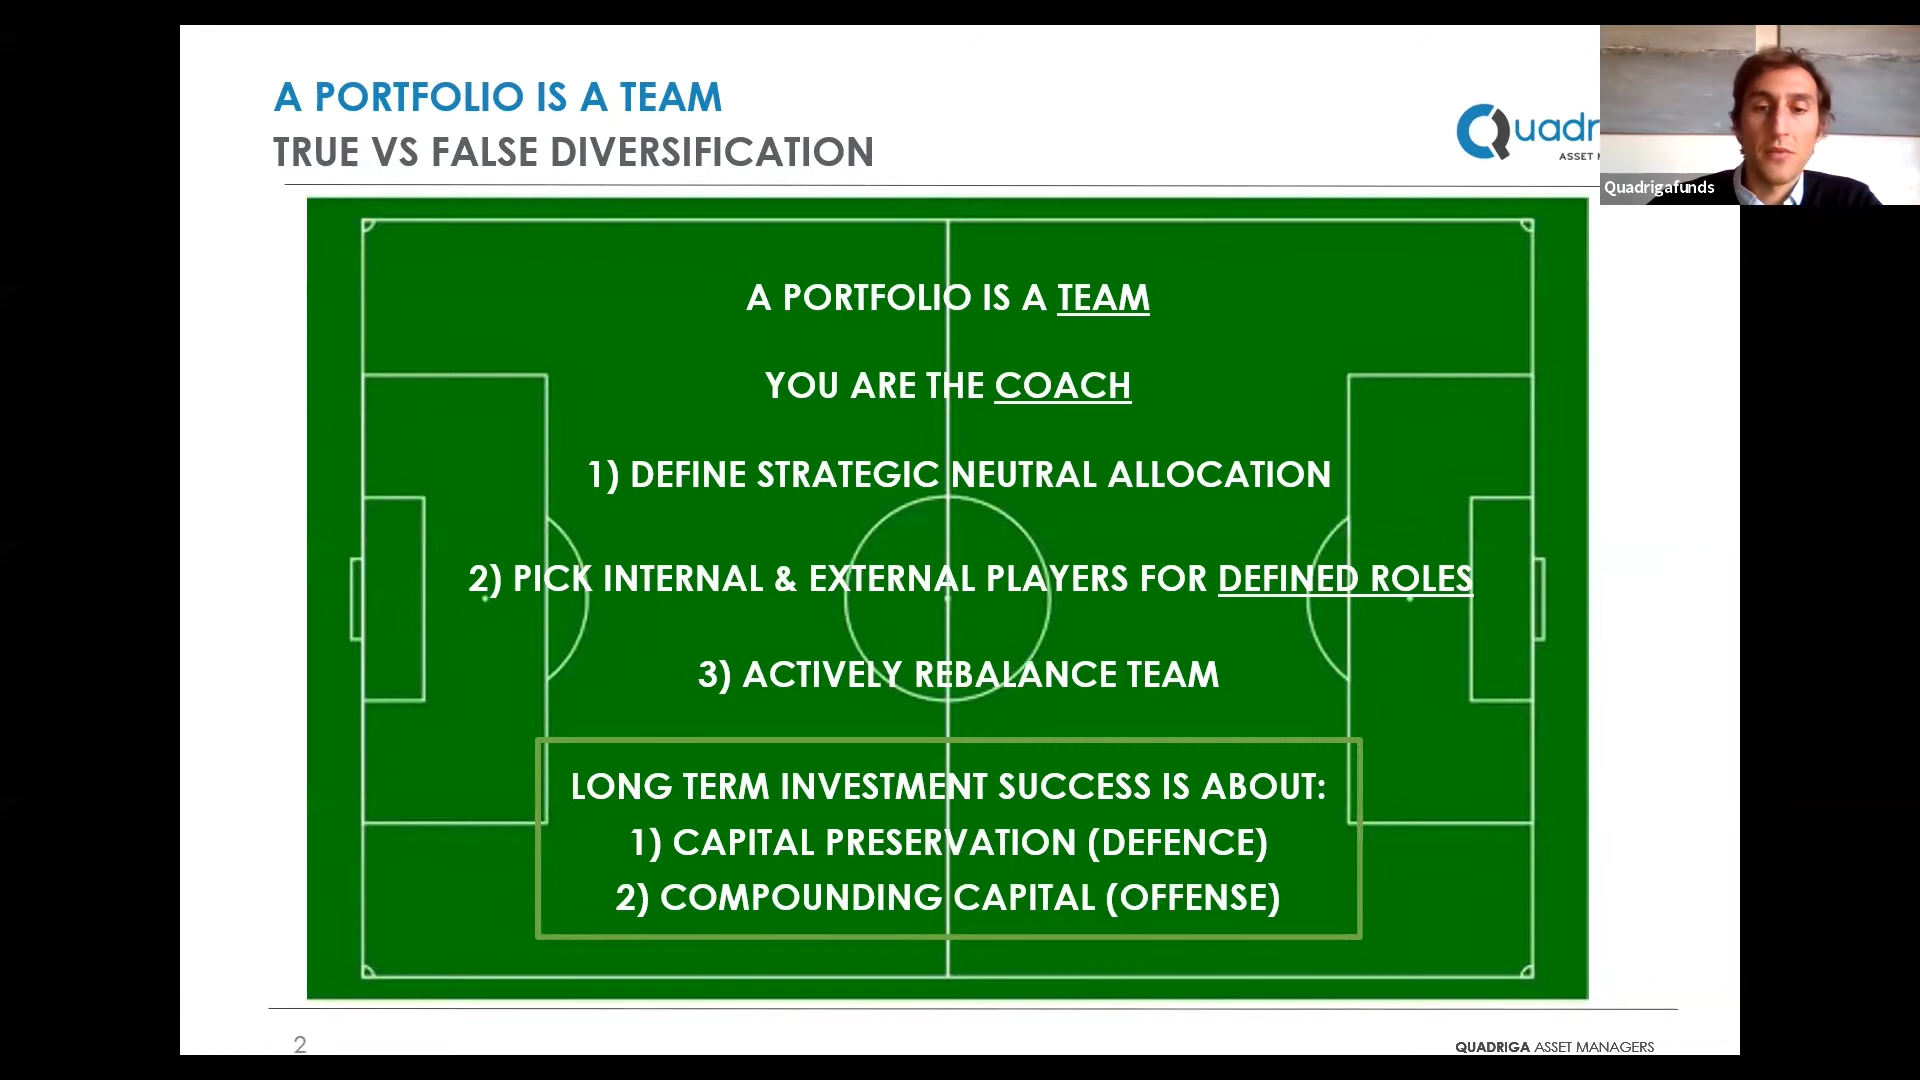 A PORTFOLIO IS A TEAM
TRUE VS FALSE DIVERSIFICATION
Quadr
ASSET
Quadrigafunds
A PORTFOLIO IS A TEAM
YOU ARE THE COACH
1) DEFINE STRATEGIC NEUTRAL ALLOCATION
2) PICK INTERNAL & EXTERNAL PLAYERS FOR DEFINED ROLES
3) ACTIVELY REBALANCE TEAM
LONG TERM INVESTMENT SUCCESS IS ABOUT:
1) CAPITAL PRESERVATION (DEFENCE)
2) COMPOUNDING CAPITAL (OFFENSE)
2
QUADRIGA ASSET MANAGERS